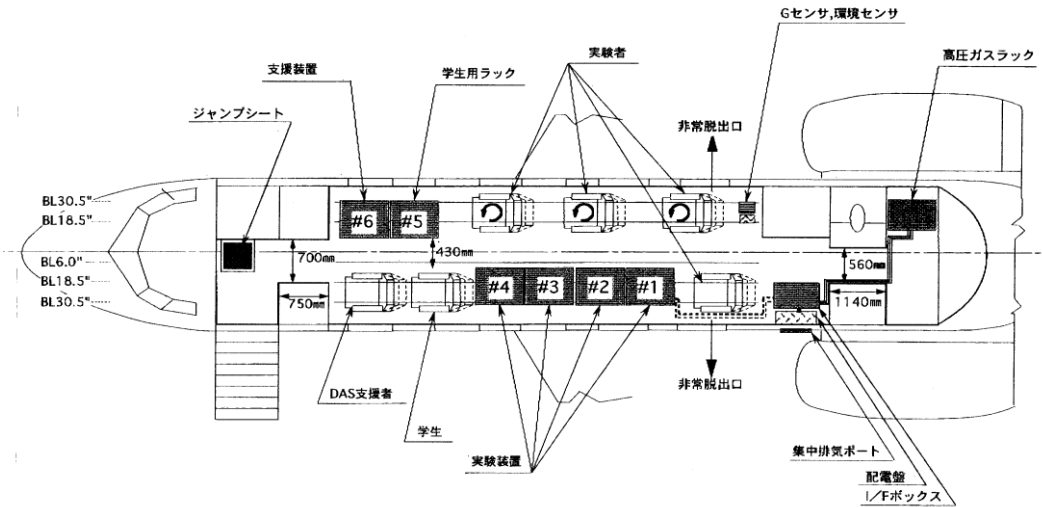 Gセンサ,環境センサ
実験者
高圧ガスラック
支援装置
学生用ラック
ジャンプシート
非常脱出口
BL30.5"
BL18.5"
#6
#5
700㎜
430㎜
560㎜
BL6.0"
BL18.5"
BL30.5"
#4
#3
#2
#1
750㎜
1140㎜
DAS支援者
非常脱出口
学生
実験装置
集中排気ポート
配電盤
I/Fボックス